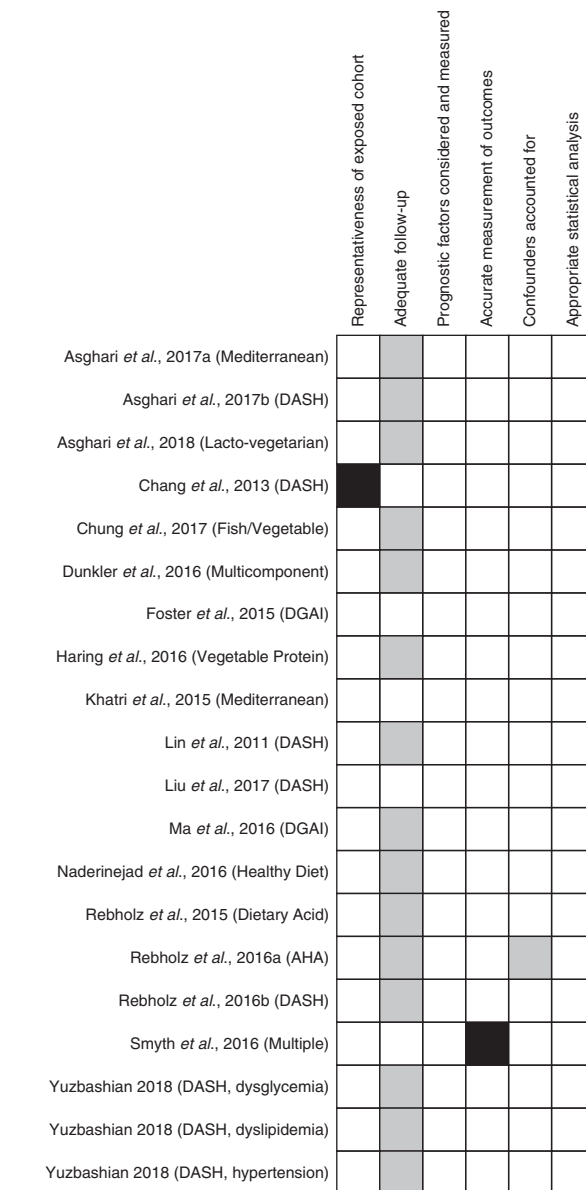 Representativeness of exposed cohort
Adequate follow-up
Prognostic factors considered and measured
Accurate measurement of outcomes
Confounders accounted for
Appropriate statistical analysis
Asghari et al., 2017a (Mediterranean)
Asghari et al., 2017b (DASH)
Asghari et al., 2018 (Lacto-vegetarian)
Chang et al., 2013 (DASH)
Chung et al., 2017 (Fish/Vegetable)
Dunkler et al., 2016 (Multicomponent)
Foster et al., 2015 (DGAI)
Haring et al., 2016 (Vegetable Protein)
Khatri et al., 2015 (Mediterranean)
Lin et al., 2011 (DASH)
Liu et al., 2017 (DASH)
Ma et al., 2016 (DGAI)
Naderinejad et al., 2016 (Healthy Diet)
Rebholz et al., 2015 (Dietary Acid)
Rebholz et al., 2016a (AHA)
Rebholz et al., 2016b (DASH)
Smyth et al., 2016 (Multiple)
Yuzbashian 2018 (DASH, dysglycemia)
Yuzbashian 2018 (DASH, dyslipidemia)
Yuzbashian 2018 (DASH, hypertension)